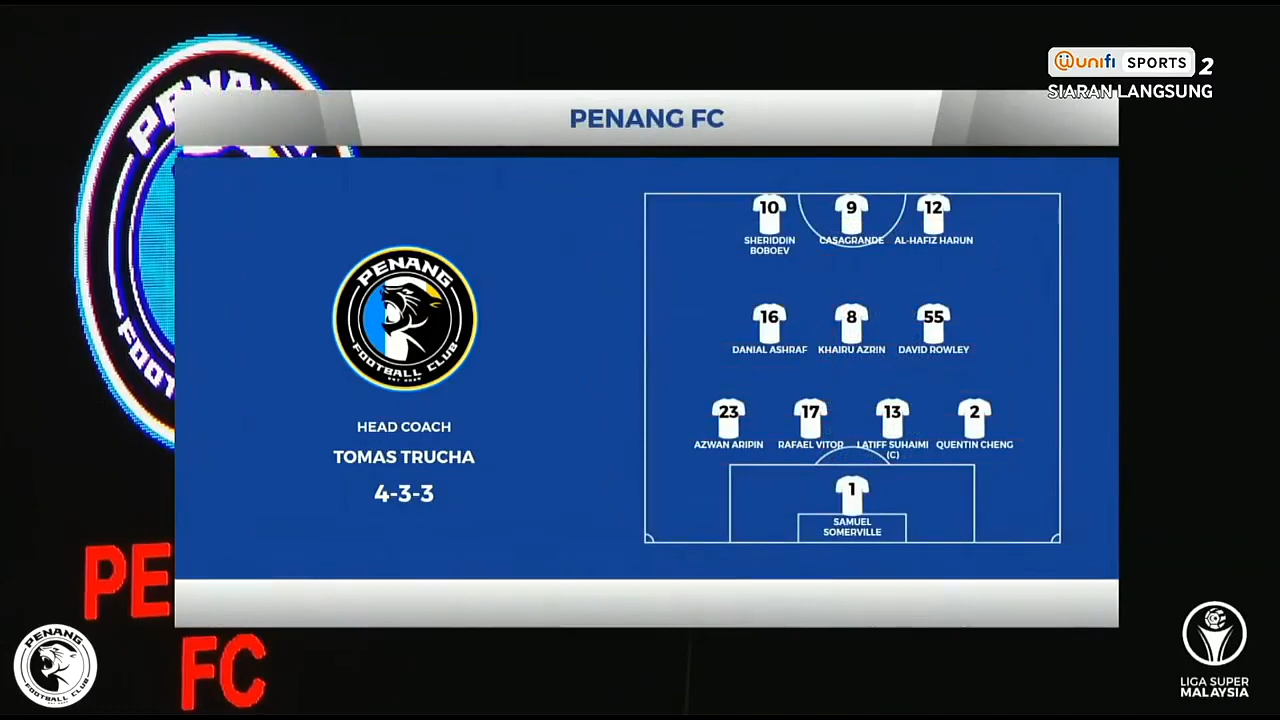 unifi SPORTS 2
SIARAN LANGSUNG
PENANG FC
10
9
12
SHERIDDIN
BOBOEV
CASAGRANDE
AL-HAFIZ HARUN
16
8
55
DANIAL ASHRAF
KHAIRU AZRIN
DAVID ROWLEY
23
17
13
2
AZWAN ARIPIN
RAFAEL VITOR
LATIFF SUHAIMI
(C)
QUENTIN CHENG
1
SAMUEL
SOMERVILLE
PENANG
FOOTBALL CLUB
HEAD COACH
TOMAS TRUCHA
4-3-3
PENA
FOOT
PE
FC
PENANG
FOOTBALL CLUB
LIGA SUPER
MALAYSIA